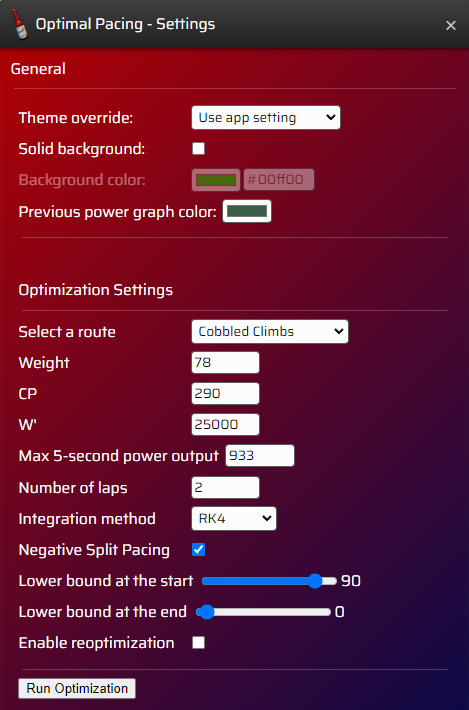 Optimal Pacing - Settings ×
General
Theme override: Use app setting
Solid background:
Background color: #00ff00
Previous power graph color:
Optimization Settings
Select a route Cobbled Climbs
Weight 78
CP 290
W' 25000
Max 5-second power output 933
Number of laps 2
Integration method RK4
Negative Split Pacing
Lower bound at the start 90
Lower bound at the end 0
Enable reoptimization
Run Optimization